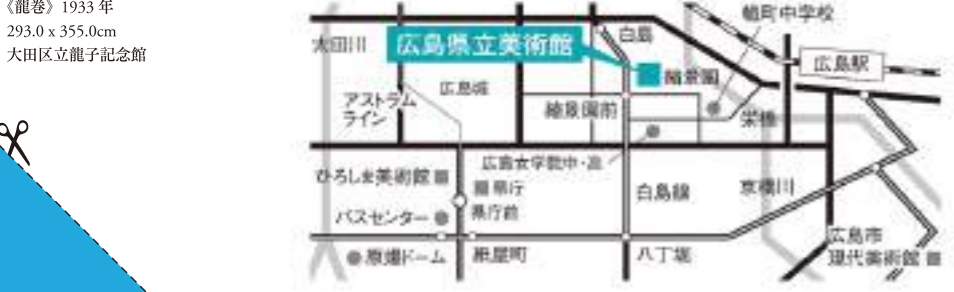 《龍巻》1933 年
293.0 x 355.0cm
大田区立龍子記念館
幟町中学校
白島
太田川
広島県立美術館
広島駅
縮景園
広島城
アストラム
ライン
縮景園前
栄橋
広島女学院中・高
ひろしま美術館
県庁
県庁前
白島線
京橋川
バスセンター
広島市
現代美術館
原爆ドーム
紙屋町
八丁堀